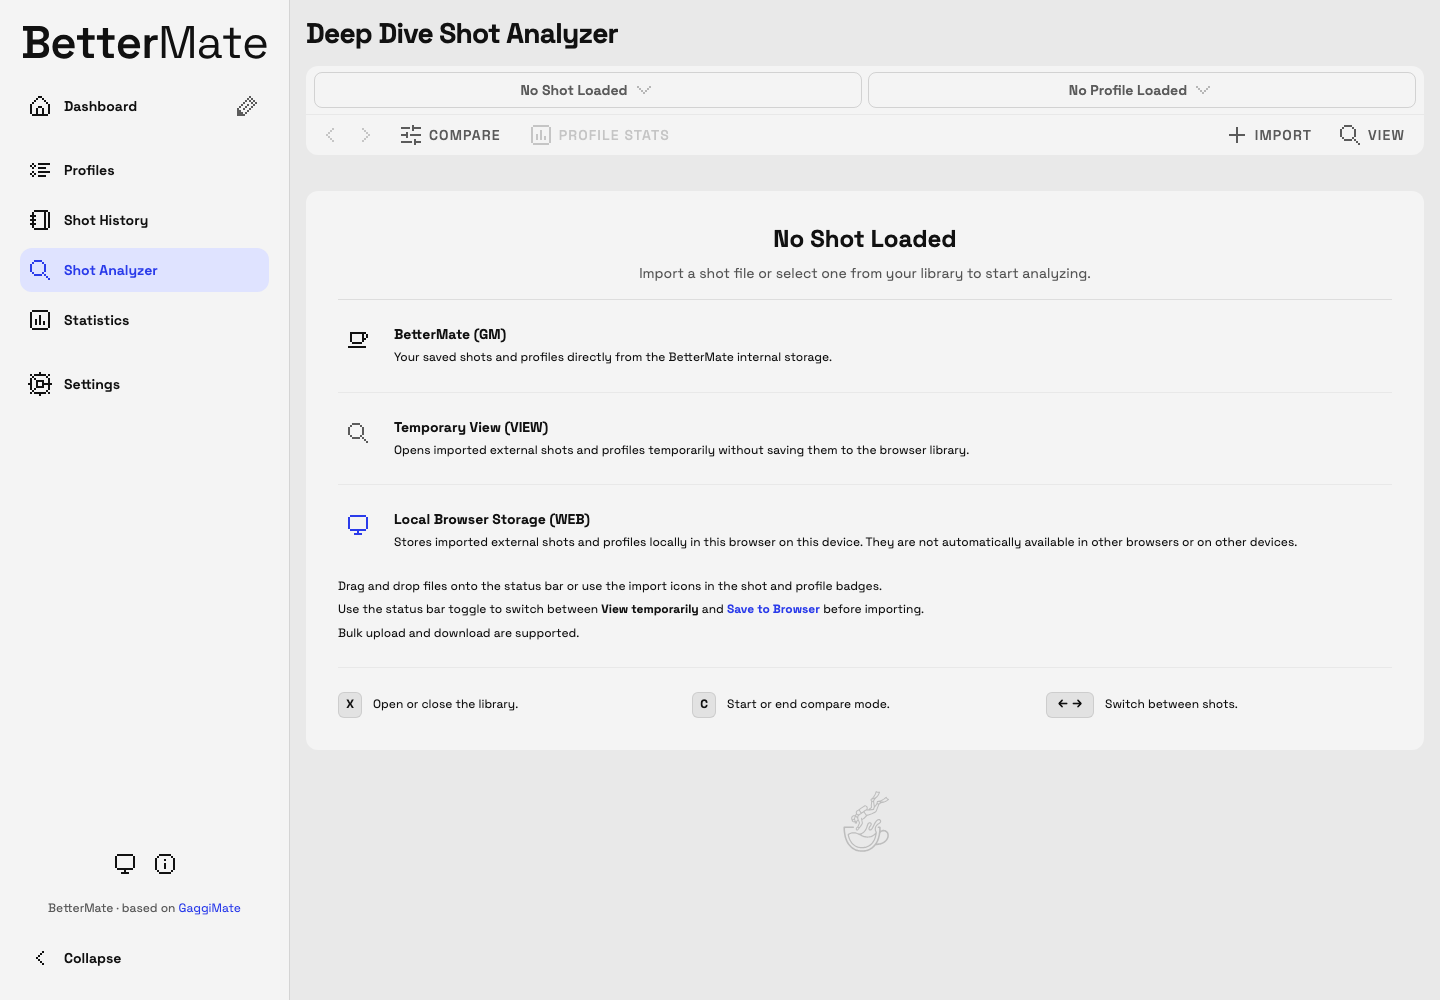 BetterMate
Dashboard
Profiles
Shot History
Shot Analyzer
Statistics
Settings
BetterMate · based on GaggiMate
Collapse
Deep Dive Shot Analyzer
No Shot Loaded
No Profile Loaded
COMPARE
PROFILE STATS
IMPORT
VIEW
No Shot Loaded
Import a shot file or select one from your library to start analyzing.
BetterMate (GM)
Your saved shots and profiles directly from the BetterMate internal storage.
Temporary View (VIEW)
Opens imported external shots and profiles temporarily without saving them to the browser library.
Local Browser Storage (WEB)
Stores imported external shots and profiles locally in this browser on this device. They are not automatically available in other browsers or on other devices.
Drag and drop files onto the status bar or use the import icons in the shot and profile badges.
Use the status bar toggle to switch between View temporarily and Save to Browser before importing.
Bulk upload and download are supported.
X Open or close the library.
C Start or end compare mode.
← → Switch between shots.